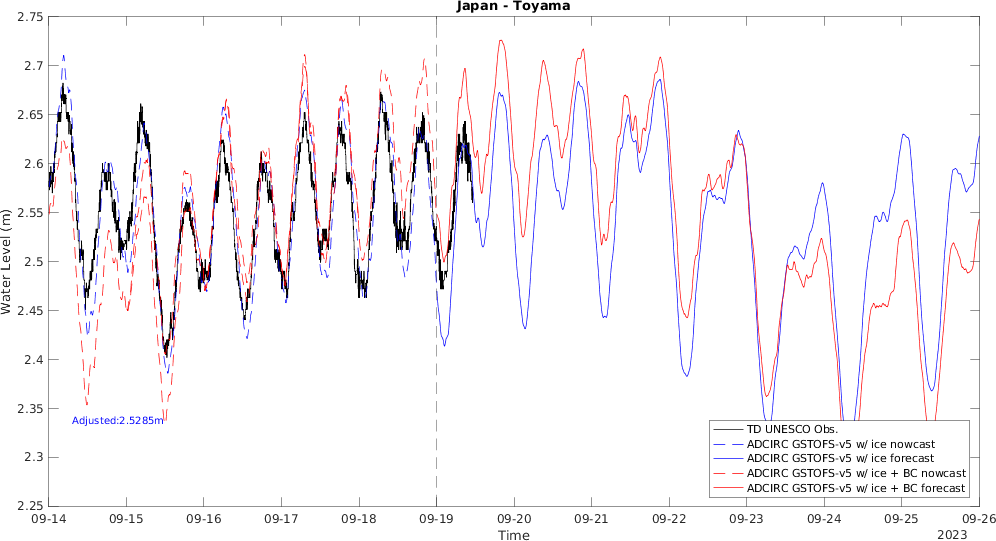 Japan - Toyama
2.75
2.7
2.65
2.6
2.55
2.5
2.45
2.4
2.35
2.3
2.25
Water Level (m)
Adjusted:2.5285m
TD UNESCO Obs.
ADCIRC GSTOFS-v5 w/ ice nowcast
ADCIRC GSTOFS-v5 w/ ice forecast
ADCIRC GSTOFS-v5 w/ ice + BC nowcast
ADCIRC GSTOFS-v5 w/ ice + BC forecast
09-14 09-15 09-16 09-17 09-18 09-19 09-20 09-21 09-22 09-23 09-24 09-25 09-26
Time
2023